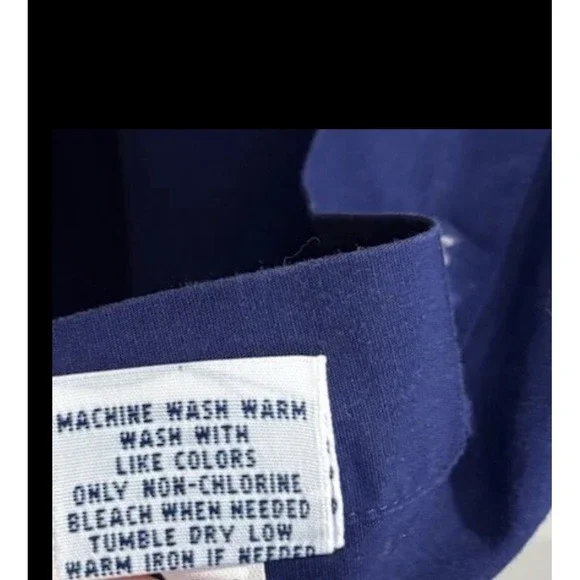 MACHINE WASH WARM
WASH WITH
LIKE COLORS
ONLY NON-CHLORINE
BLEACH WHEN NEEDED
TUMBLE DRY LOW
WARM IRON IF NEEDED